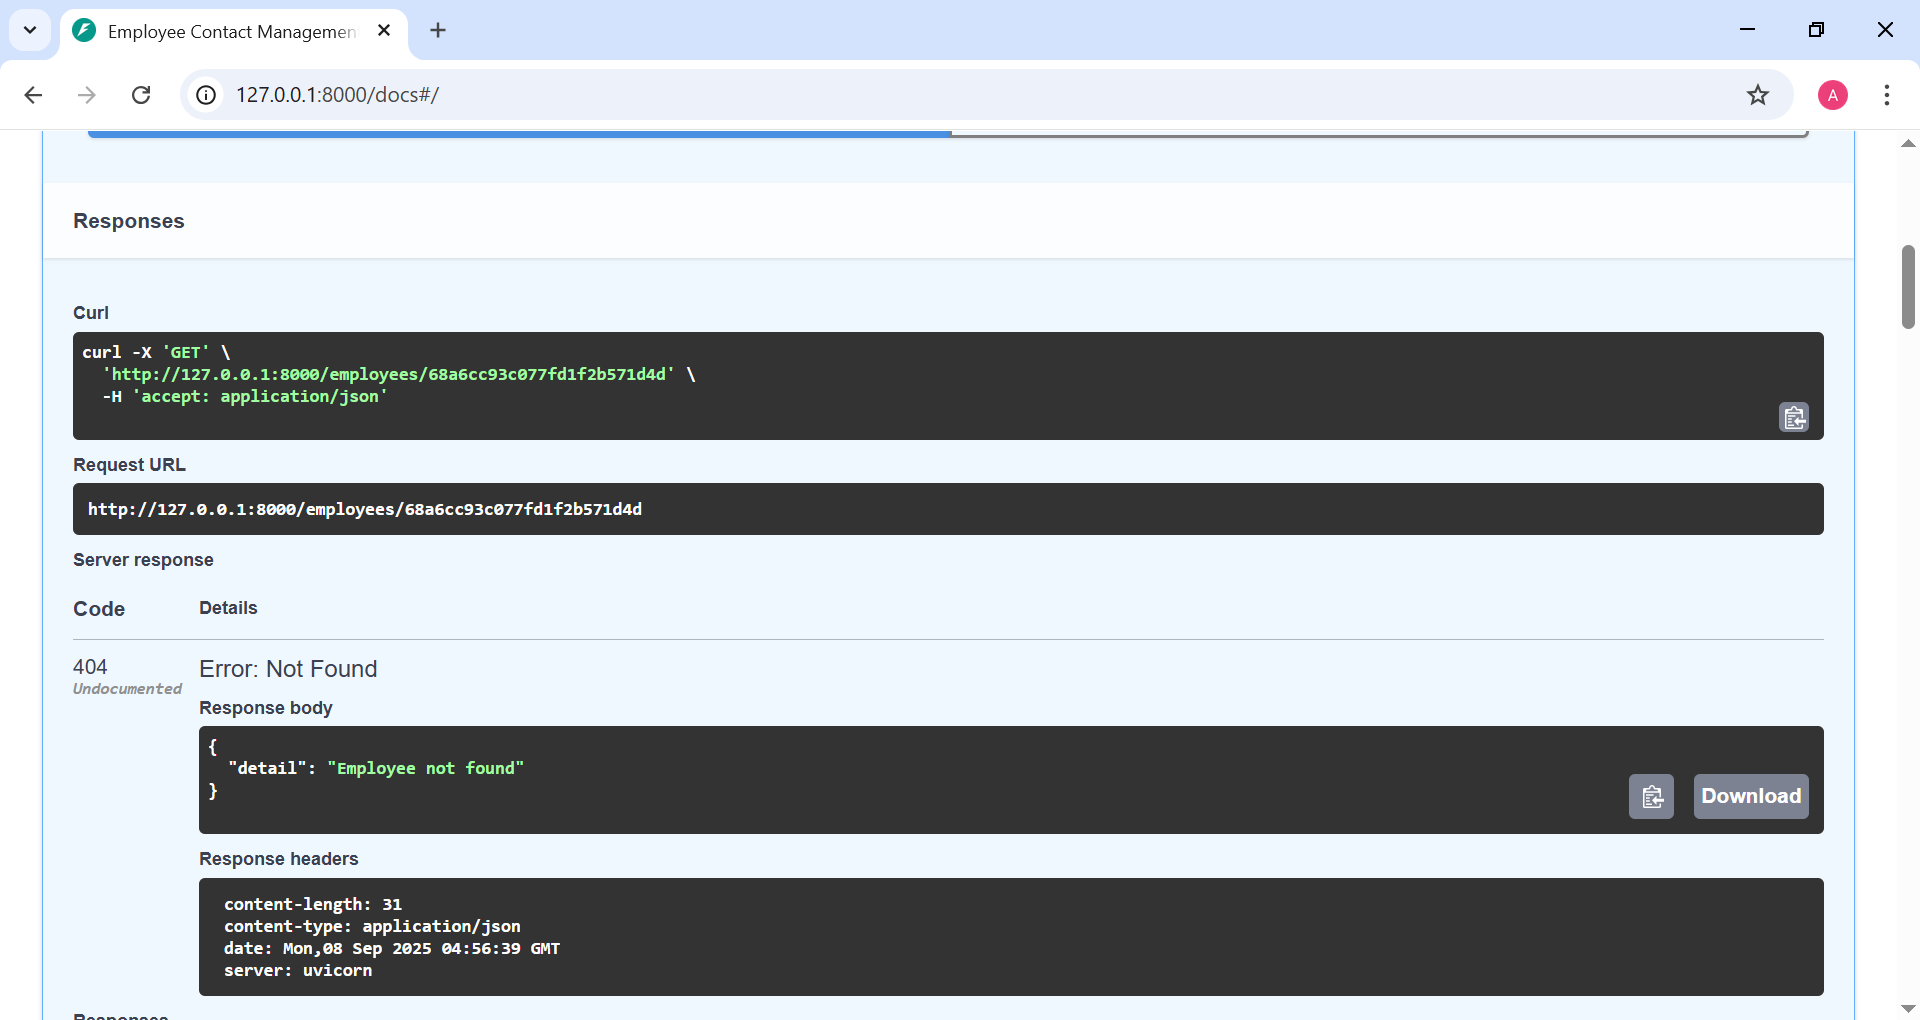 Employee Contact Managemen
127.0.0.1:8000/docs#/
A
Responses
Curl
curl -X 'GET' \
  'http://127.0.0.1:8000/employees/68a6cc93c077fd1f2b571d4d' \
  -H 'accept: application/json'
Request URL
http://127.0.0.1:8000/employees/68a6cc93c077fd1f2b571d4d
Server response
Code Details
404 Error: Not Found
Undocumented
Response body
{
  "detail": "Employee not found"
}
Download
Response headers
content-length: 31
content-type: application/json
date: Mon,08 Sep 2025 04:56:39 GMT
server: uvicorn
Responses